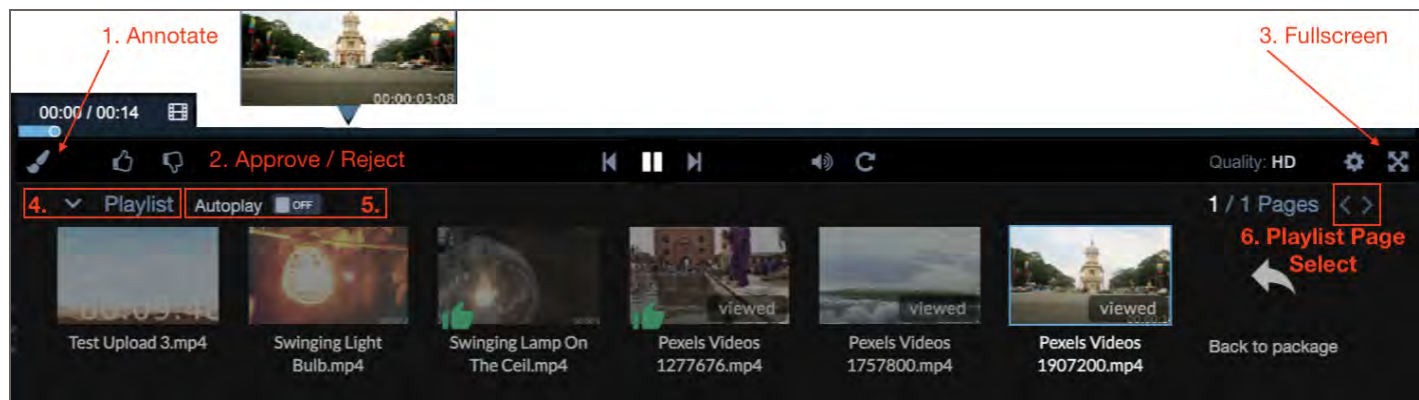 1. Annotate
3. Fullscreen
00:00:03:08
00:00 / 00:14
2. Approve / Reject
Quality: HD
4. Playlist
Autoplay OFF 5.
1 / 1 Pages < >
6. Playlist Page
Select
viewed
viewed
viewed
Test Upload 3.mp4
Swinging Light
Bulb.mp4
Swinging Lamp On
The Ceil.mp4
Pexels Videos
1277676.mp4
Pexels Videos
1757800.mp4
Pexels Videos
1907200.mp4
Back to package